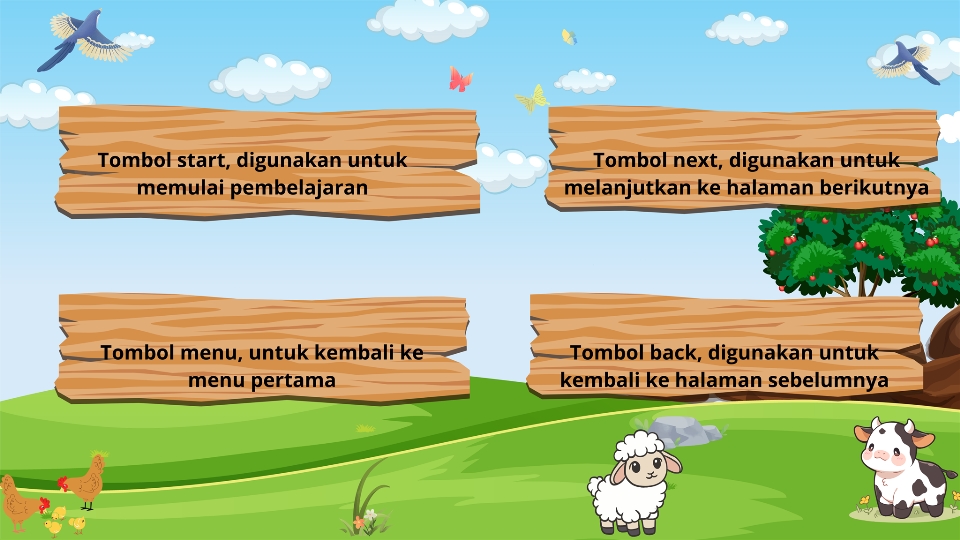 Tombol start, digunakan untuk
memulai pembelajaran
Tombol next, digunakan untuk
melanjutkan ke halaman berikutnya
Tombol menu, untuk kembali ke
menu pertama
Tombol back, digunakan untuk
kembali ke halaman sebelumnya